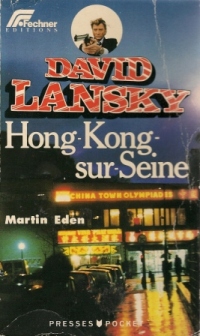 Fechner
EDITIONS
DAVID
LANSKY
Hong-Kong-
sur-Seine
CHINA TOWN OLYMPIADES
Martin Eden
PRESSES POCKET